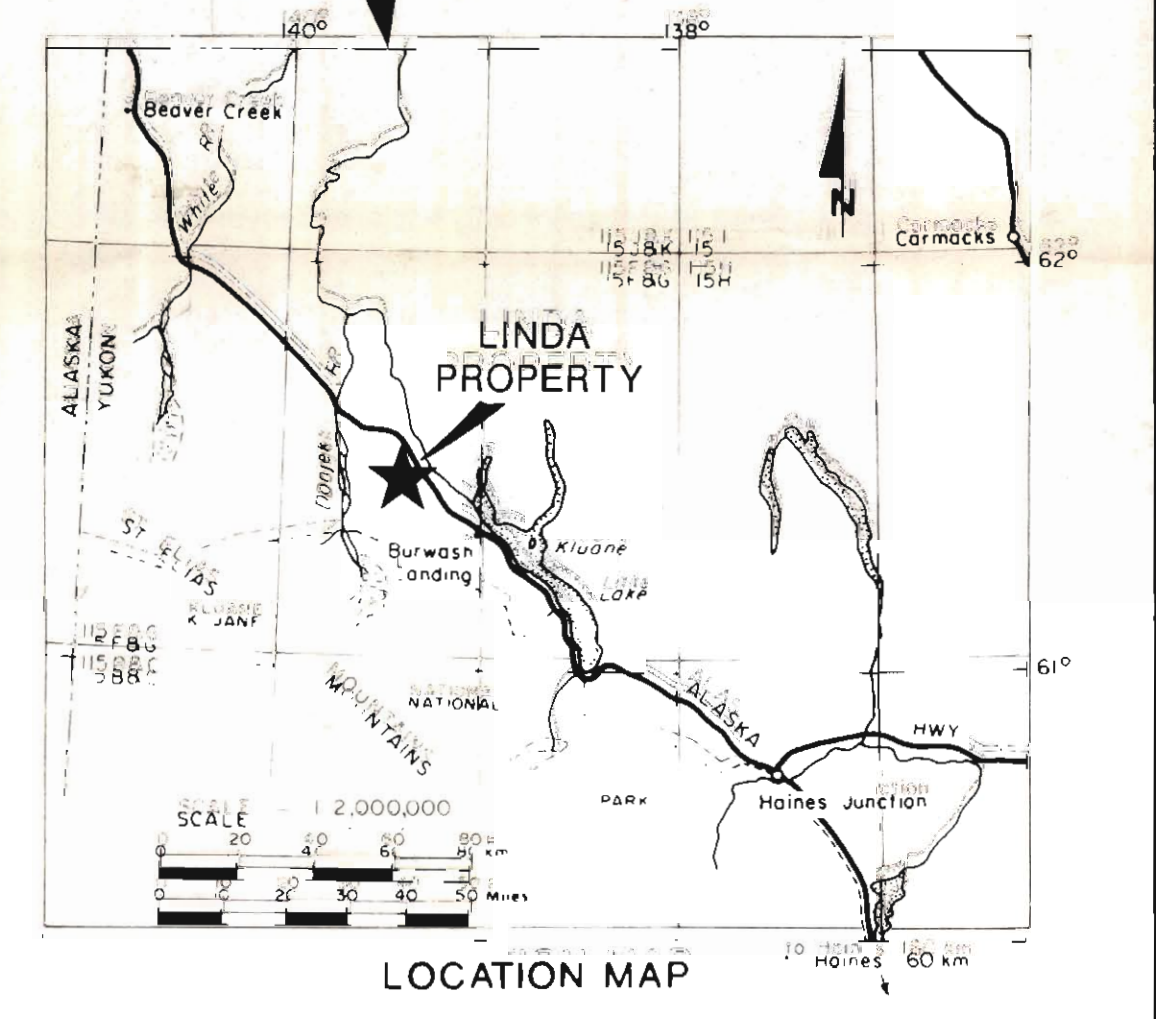 140°
138°
Beaver Creek
White
N
Carmacks
62°
ALASKA
YUKON
LINDA
PROPERTY
Donjek
ST ELIAS
Burwash
Landing
Kluane
Lake
MOUNTAINS
NATIONAL
PARK
61°
ALASKA
HWY
Haines Junction
SCALE - 1 2,000,000
SCALE
0 20 40 60 80 km
0 10 20 30 40 50 Miles
LOCATION MAP
Haines 60 km